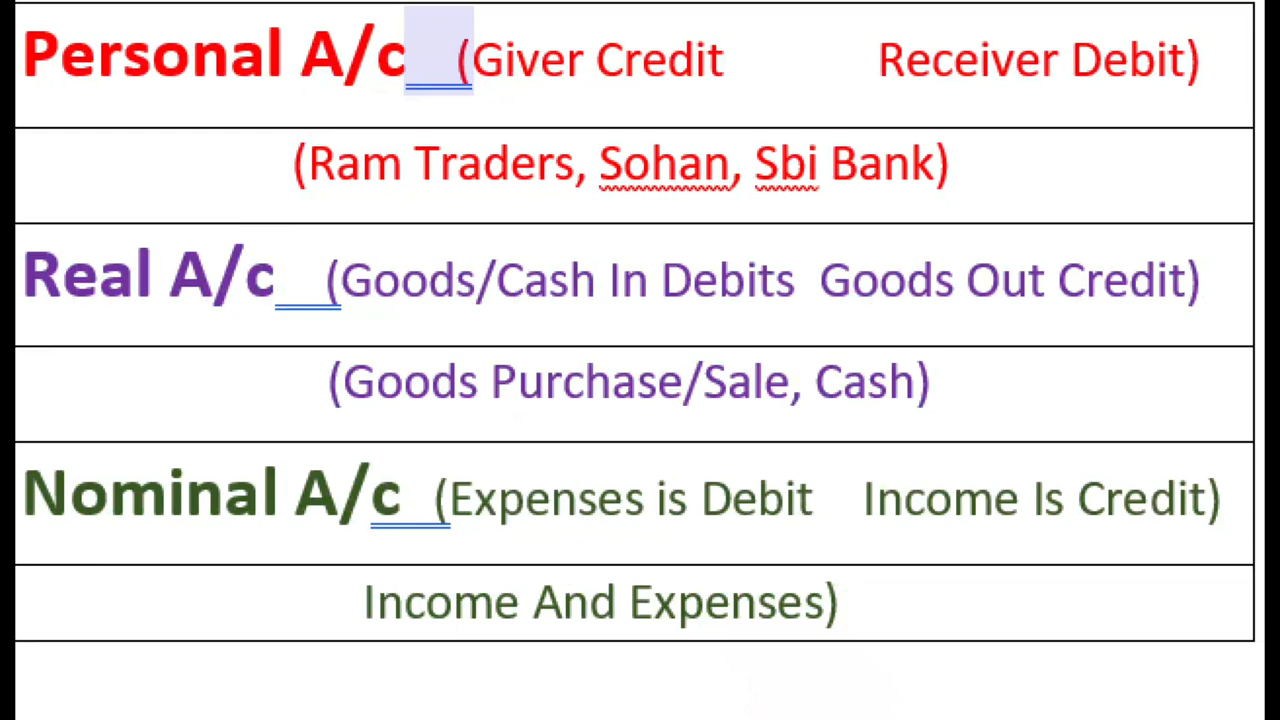 Personal A/c (Giver Credit Receiver Debit)
(Ram Traders, Sohan, Sbi Bank)
Real A/c (Goods/Cash In Debits Goods Out Credit)
(Goods Purchase/Sale, Cash)
Nominal A/c (Expenses is Debit Income Is Credit)
Income And Expenses)